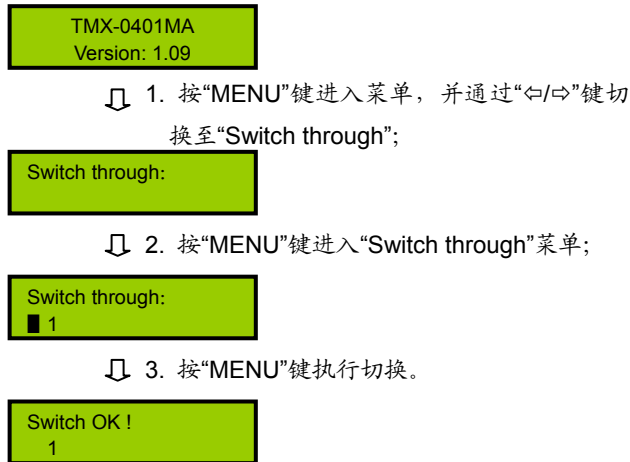 TMX-0401MA
Version: 1.09
⇩ 1. 按“MENU”键进入菜单，并通过“⇦/⇨”键切
换至“Switch through”;
Switch through:
⇩ 2. 按“MENU”键进入“Switch through”菜单;
Switch through:
█ 1
⇩ 3. 按“MENU”键执行切换。
Switch OK !
1